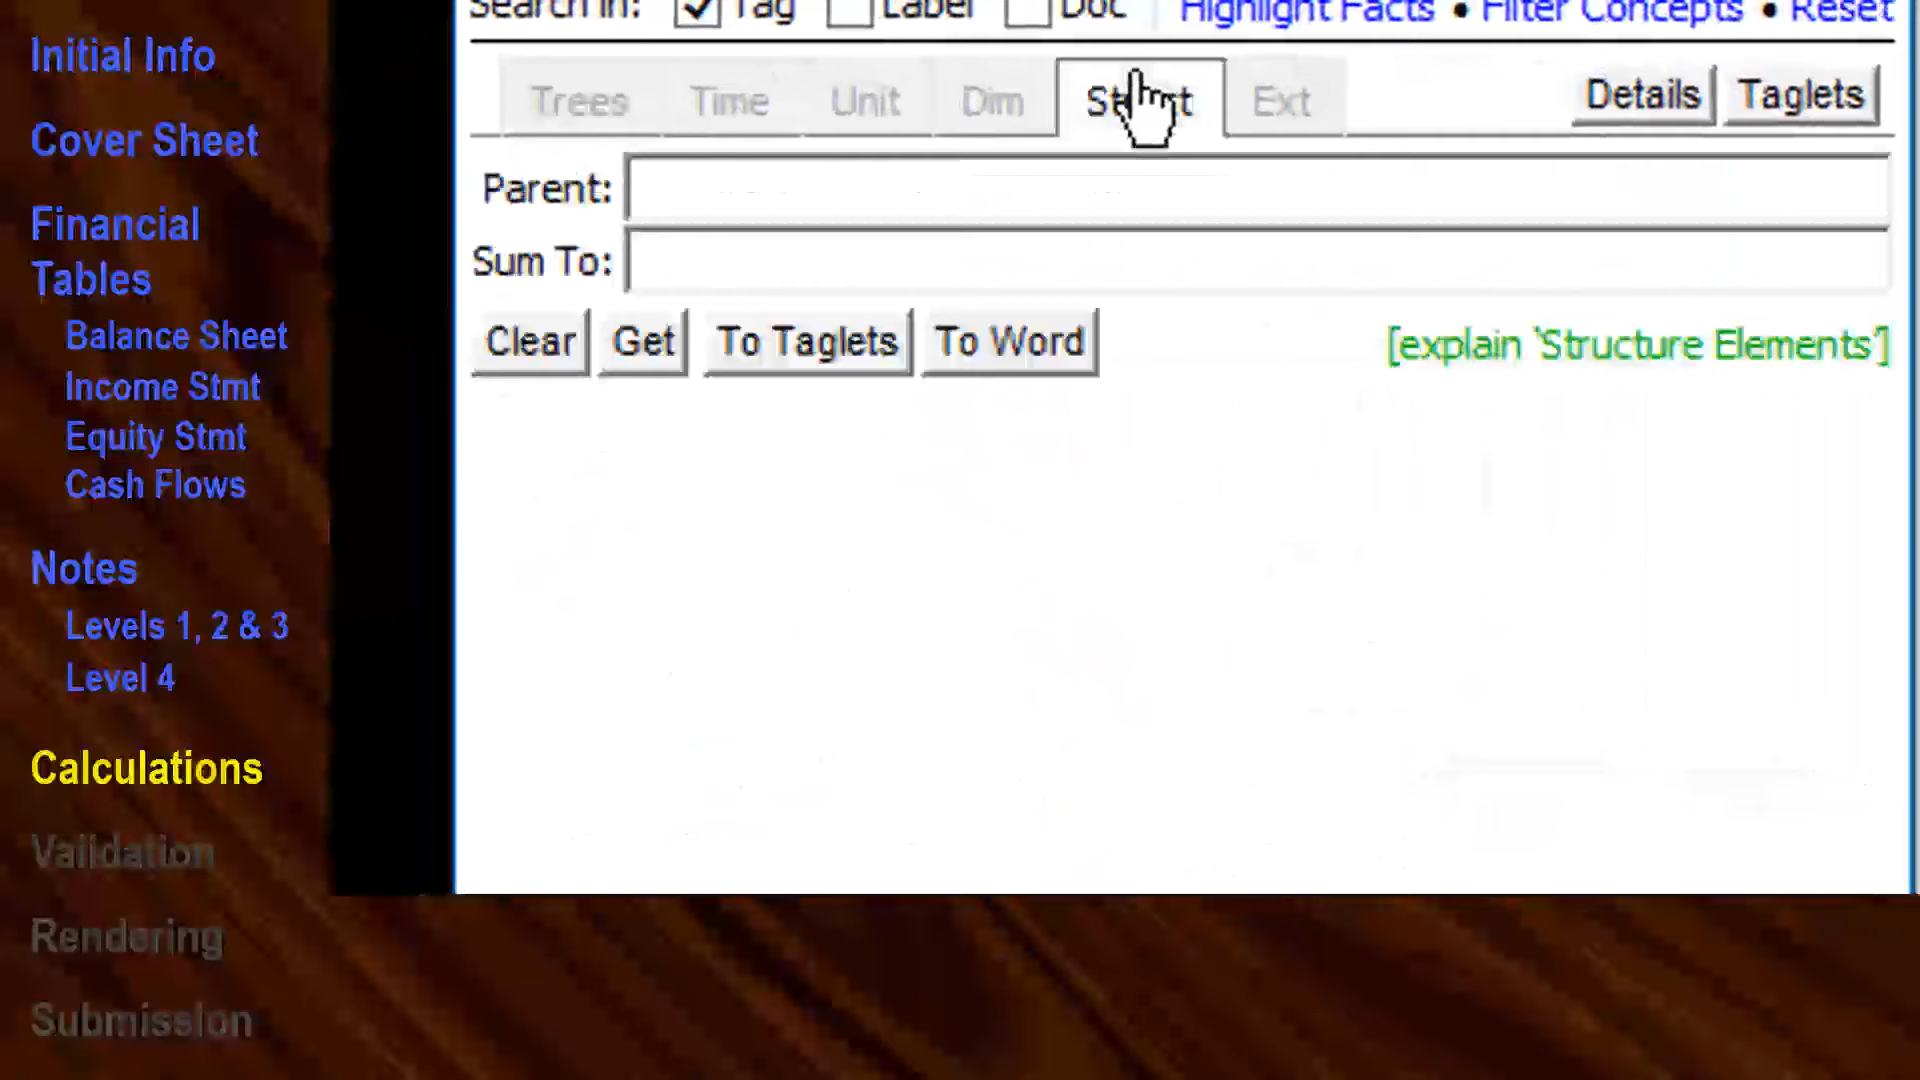 Initial Info
Cover Sheet
Financial
Tables
Balance Sheet
Income Stmt
Equity Stmt
Cash Flows
Notes
Levels 1, 2 & 3
Level 4
Calculations
Validation
Rendering
Submission
Search in: Tag Label Doc Highlight Facts • Filter Concepts • Reset
Trees Time Unit Dim Ext Details Taglets
Parent:
Sum To:
Clear Get To Taglets To Word [explain 'Structure Elements']